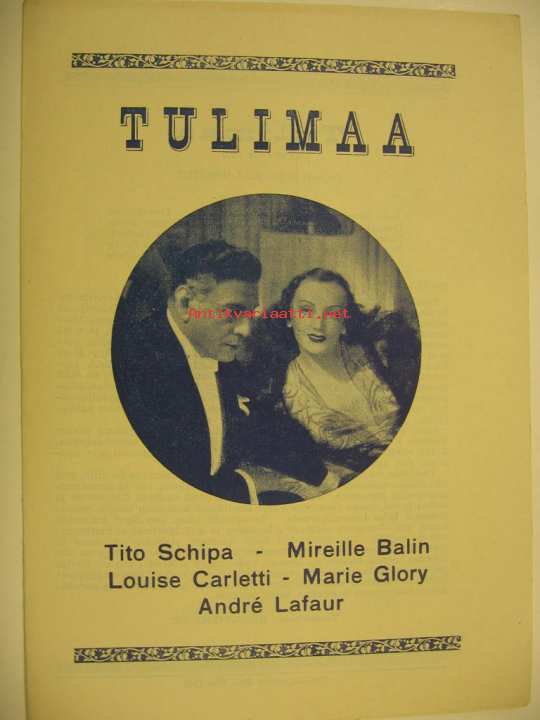 TULIMAA
Antikvariaatti.net
Tito Schipa - Mireille Balin
Louise Carletti - Marie Glory
André Lafaur